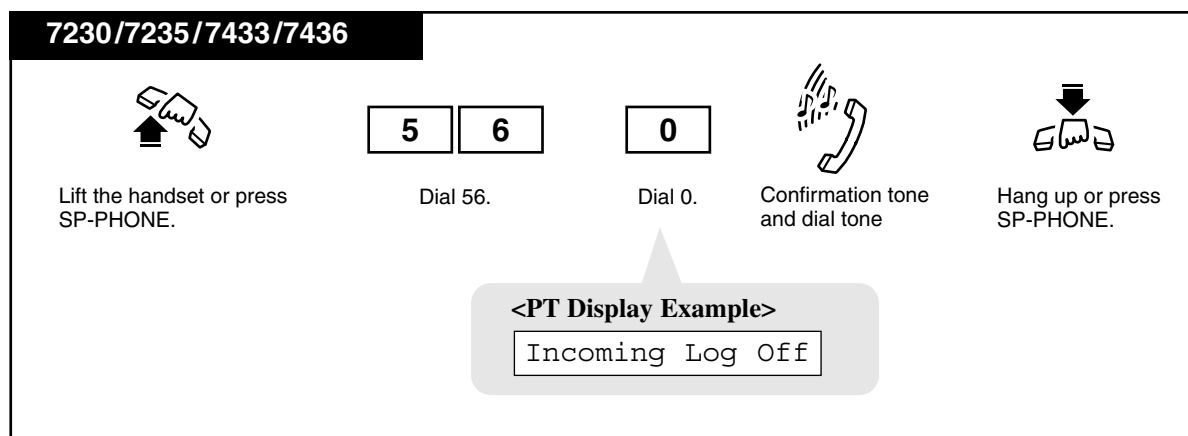 7230/7235/7433/7436
5 6 0
Lift the handset or press
SP-PHONE.
Dial 56.
Dial 0.
Confirmation tone
and dial tone
Hang up or press
SP-PHONE.
<PT Display Example>
Incoming Log Off